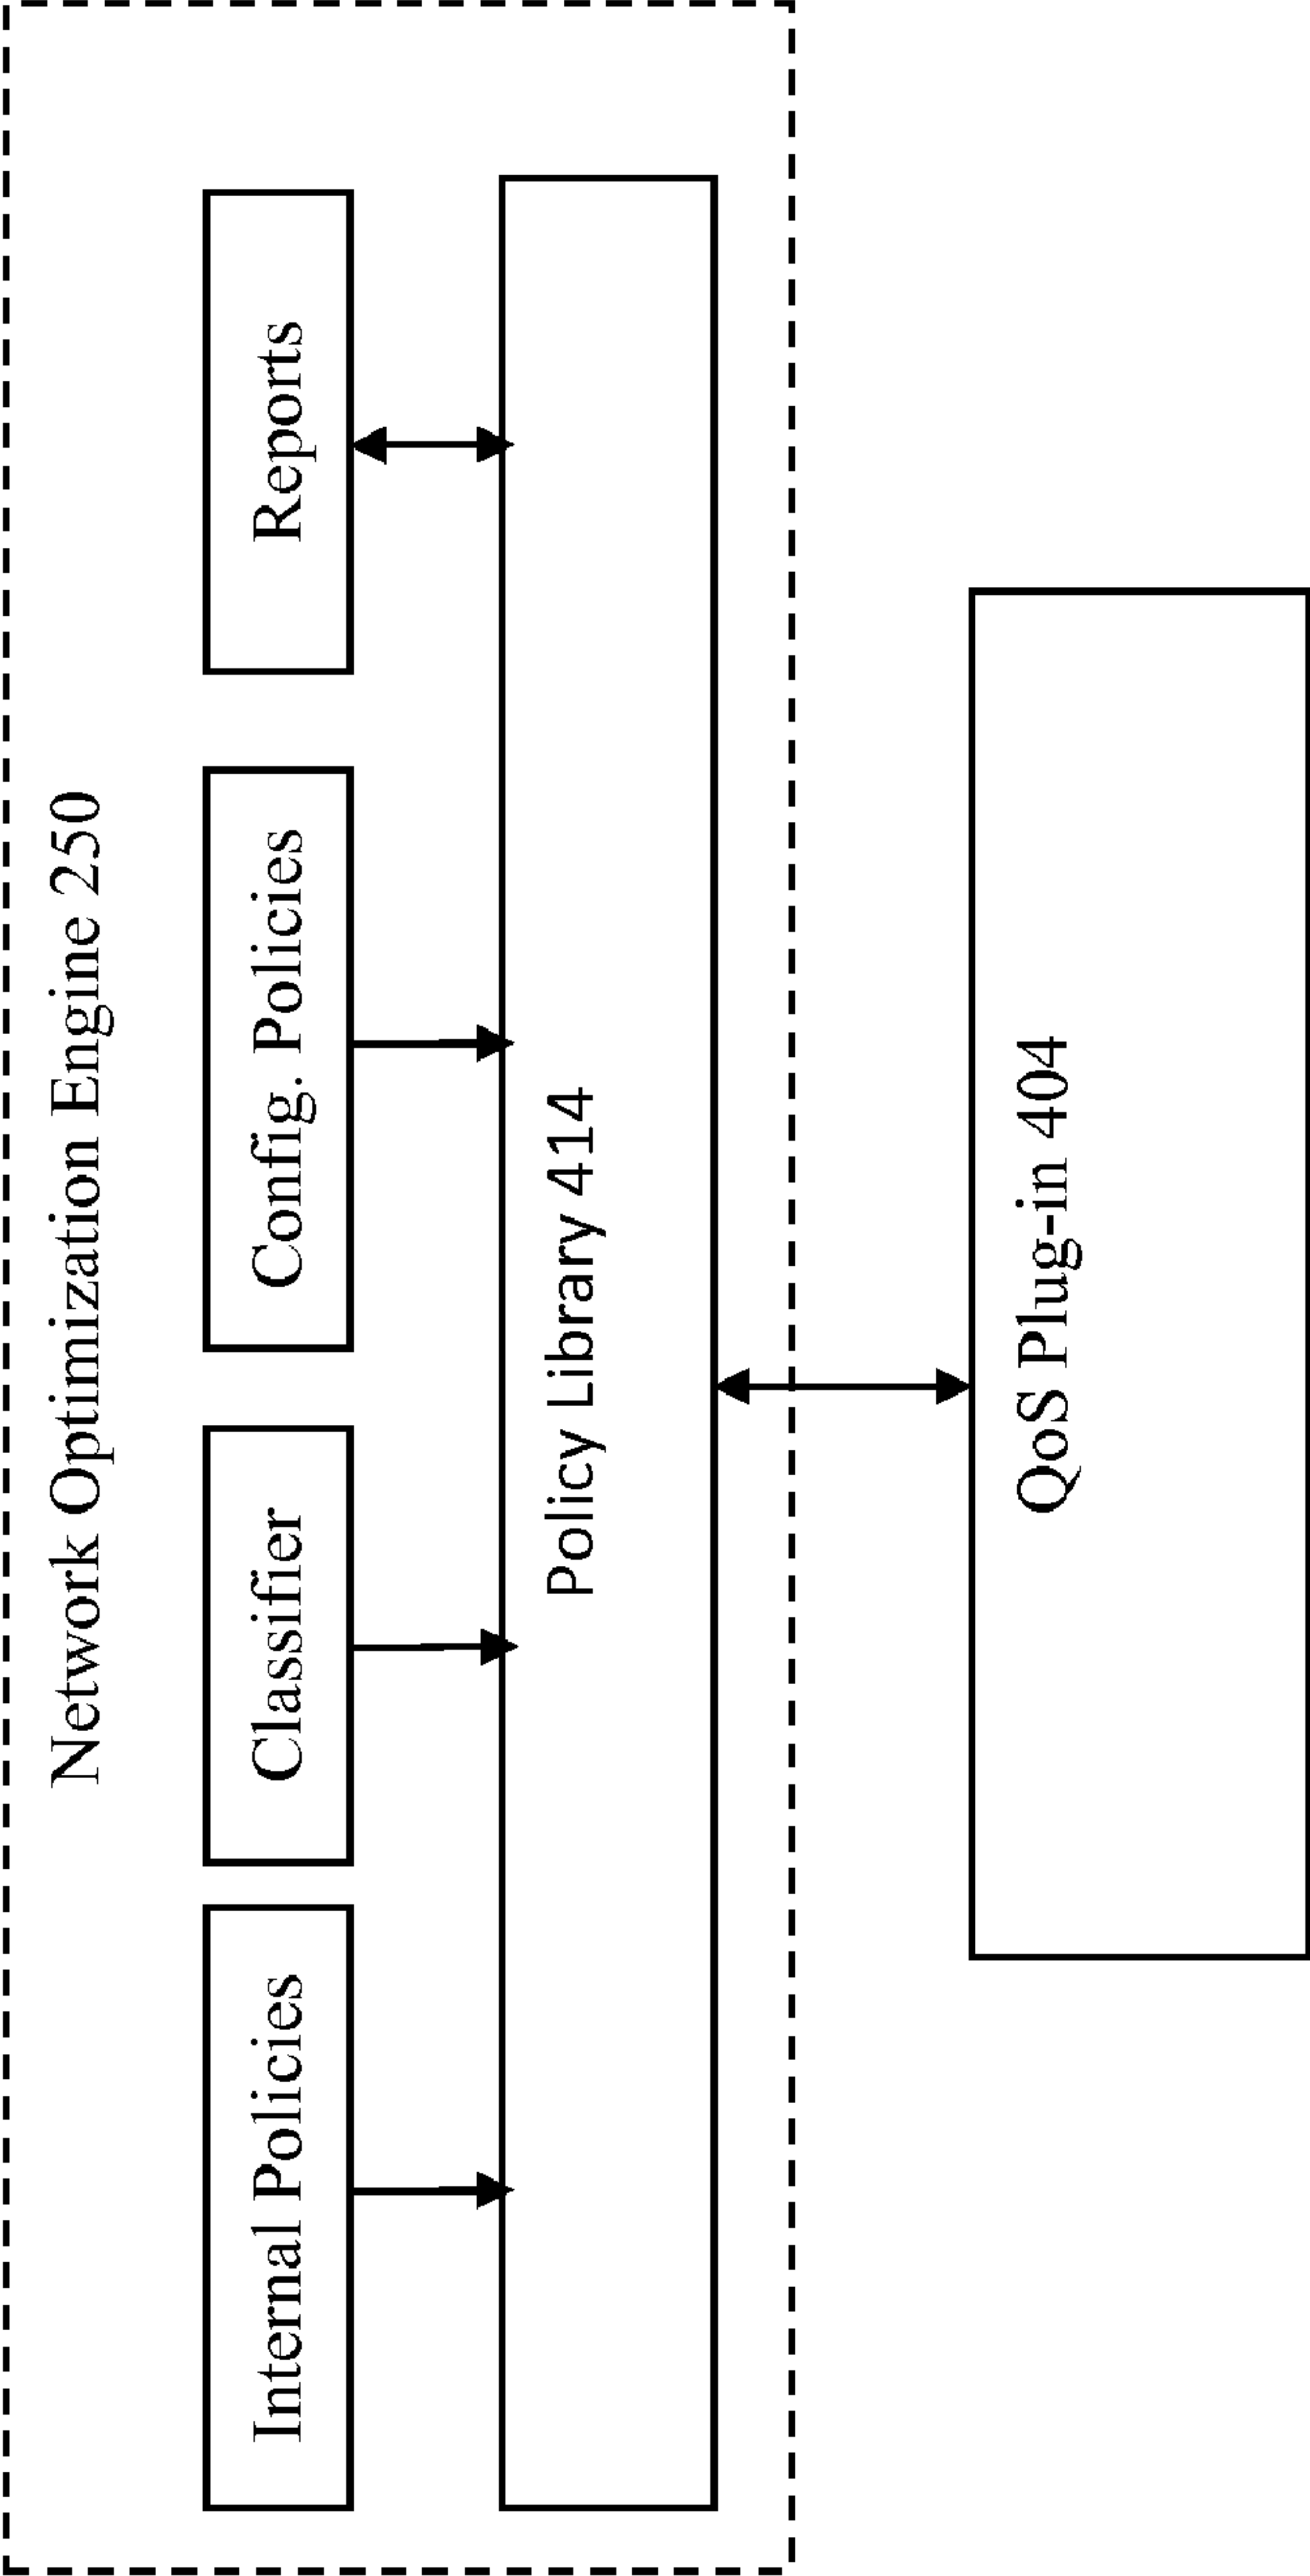 Network Optimization Engine 250
Internal Policies
Classifier
Config. Policies
Reports
Policy Library 414
QoS Plug-in 404